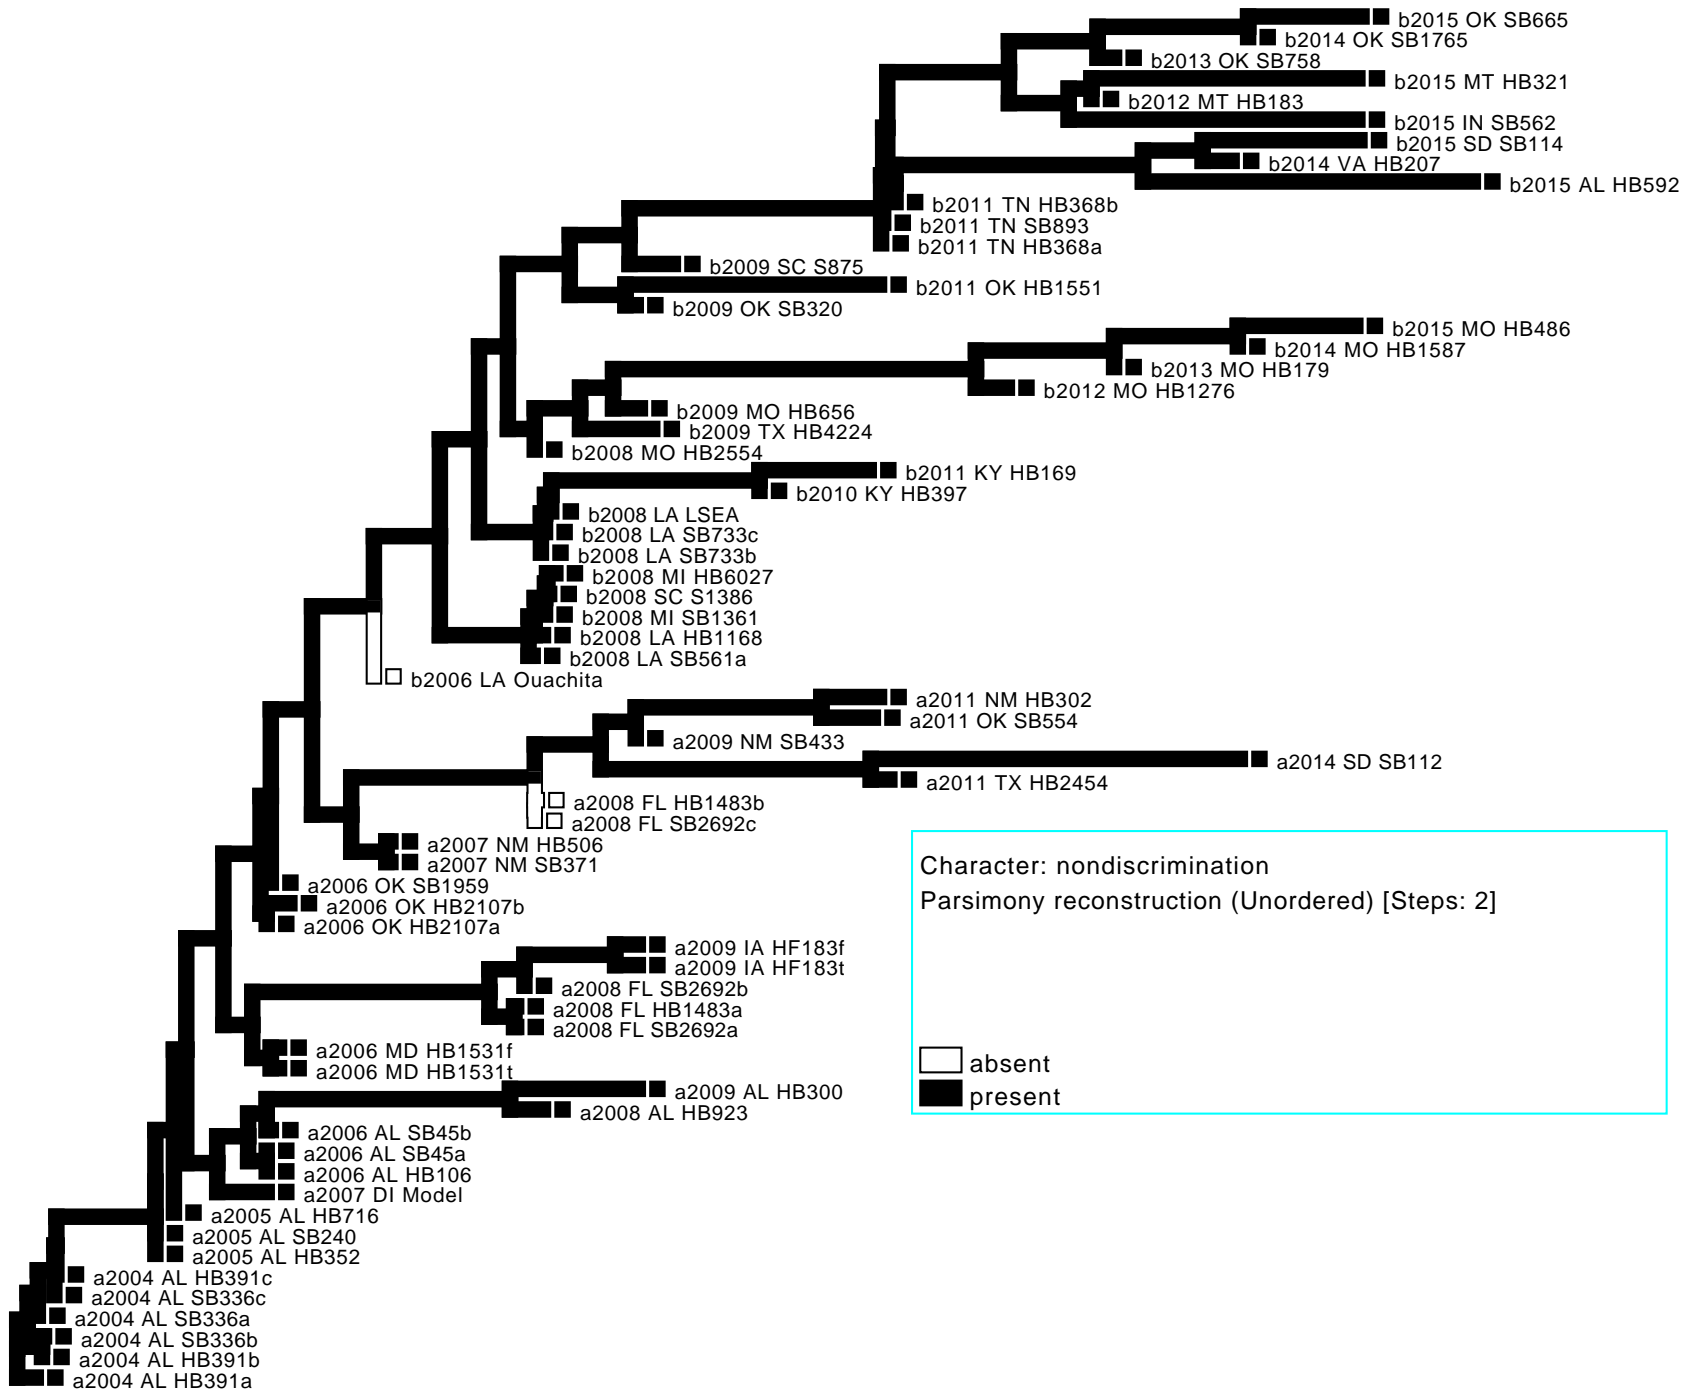 b2015 OK SB665
b2014 OK SB1765
b2013 OK SB758
b2015 MT HB321
b2012 MT HB183
b2015 IN SB562
b2015 SD SB114
b2014 VA HB207
b2015 AL HB592
b2011 TN HB368b
b2011 TN SB893
b2011 TN HB368a
b2009 SC S875
b2011 OK HB1551
b2009 OK SB320
b2015 MO HB486
b2014 MO HB1587
b2013 MO HB179
b2012 MO HB1276
b2009 MO HB656
b2009 TX HB4224
b2008 MO HB2554
b2011 KY HB169
b2010 KY HB397
b2008 LA LSEA
b2008 LA SB733c
b2008 LA SB733b
b2008 MI HB6027
b2008 SC S1386
b2008 MI SB1361
b2008 LA HB1168
b2008 LA SB561a
b2006 LA Ouachita
a2011 NM HB302
a2011 OK SB554
a2009 NM SB433
a2014 SD SB112
a2011 TX HB2454
a2008 FL HB1483b
a2008 FL SB2692c
a2007 NM HB506
a2007 NM SB371
a2006 OK SB1959
a2006 OK HB2107b
a2006 OK HB2107a
a2009 IA HF183f
a2009 IA HF183t
a2008 FL SB2692b
a2008 FL HB1483a
a2008 FL SB2692a
a2006 MD HB1531f
a2006 MD HB1531t
a2009 AL HB300
a2008 AL HB923
a2006 AL SB45b
a2006 AL SB45a
a2006 AL HB106
a2007 DI Model
a2005 AL HB716
a2005 AL SB240
a2005 AL HB352
a2004 AL HB391c
a2004 AL SB336c
a2004 AL SB336a
a2004 AL SB336b
a2004 AL HB391b
a2004 AL HB391a
Character: nondiscrimination
Parsimony reconstruction (Unordered) [Steps: 2]
absent
present